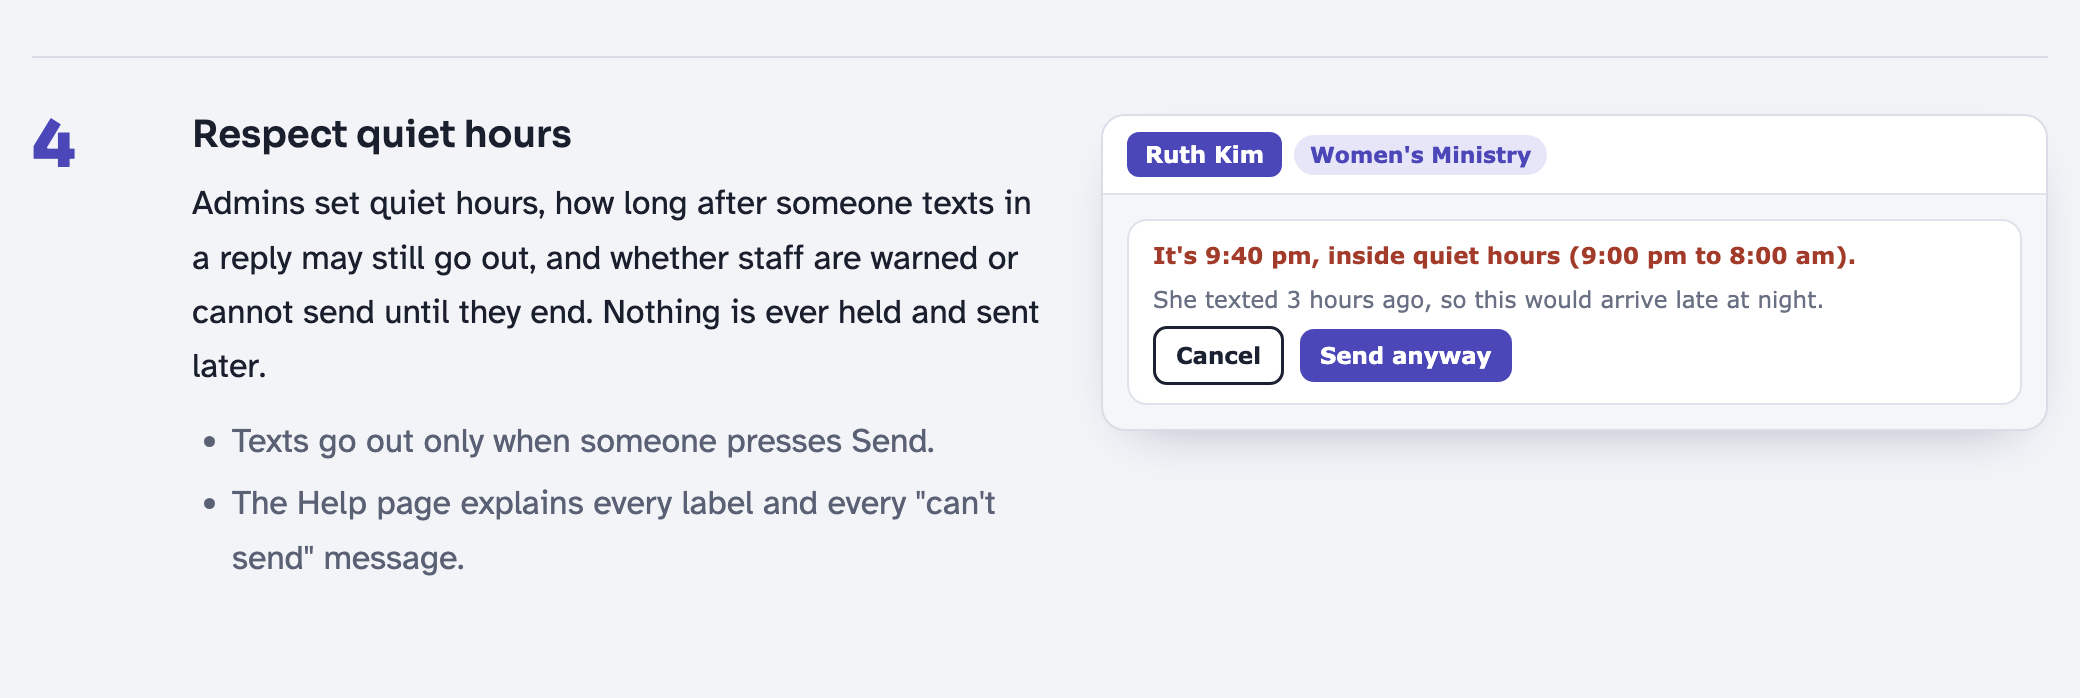 4
Respect quiet hours
Admins set quiet hours, how long after someone texts in
a reply may still go out, and whether staff are warned or
cannot send until they end. Nothing is ever held and sent
later.
• Texts go out only when someone presses Send.
• The Help page explains every label and every "can't
send" message.
Ruth Kim
Women's Ministry
It's 9:40 pm, inside quiet hours (9:00 pm to 8:00 am).
She texted 3 hours ago, so this would arrive late at night.
Cancel
Send anyway